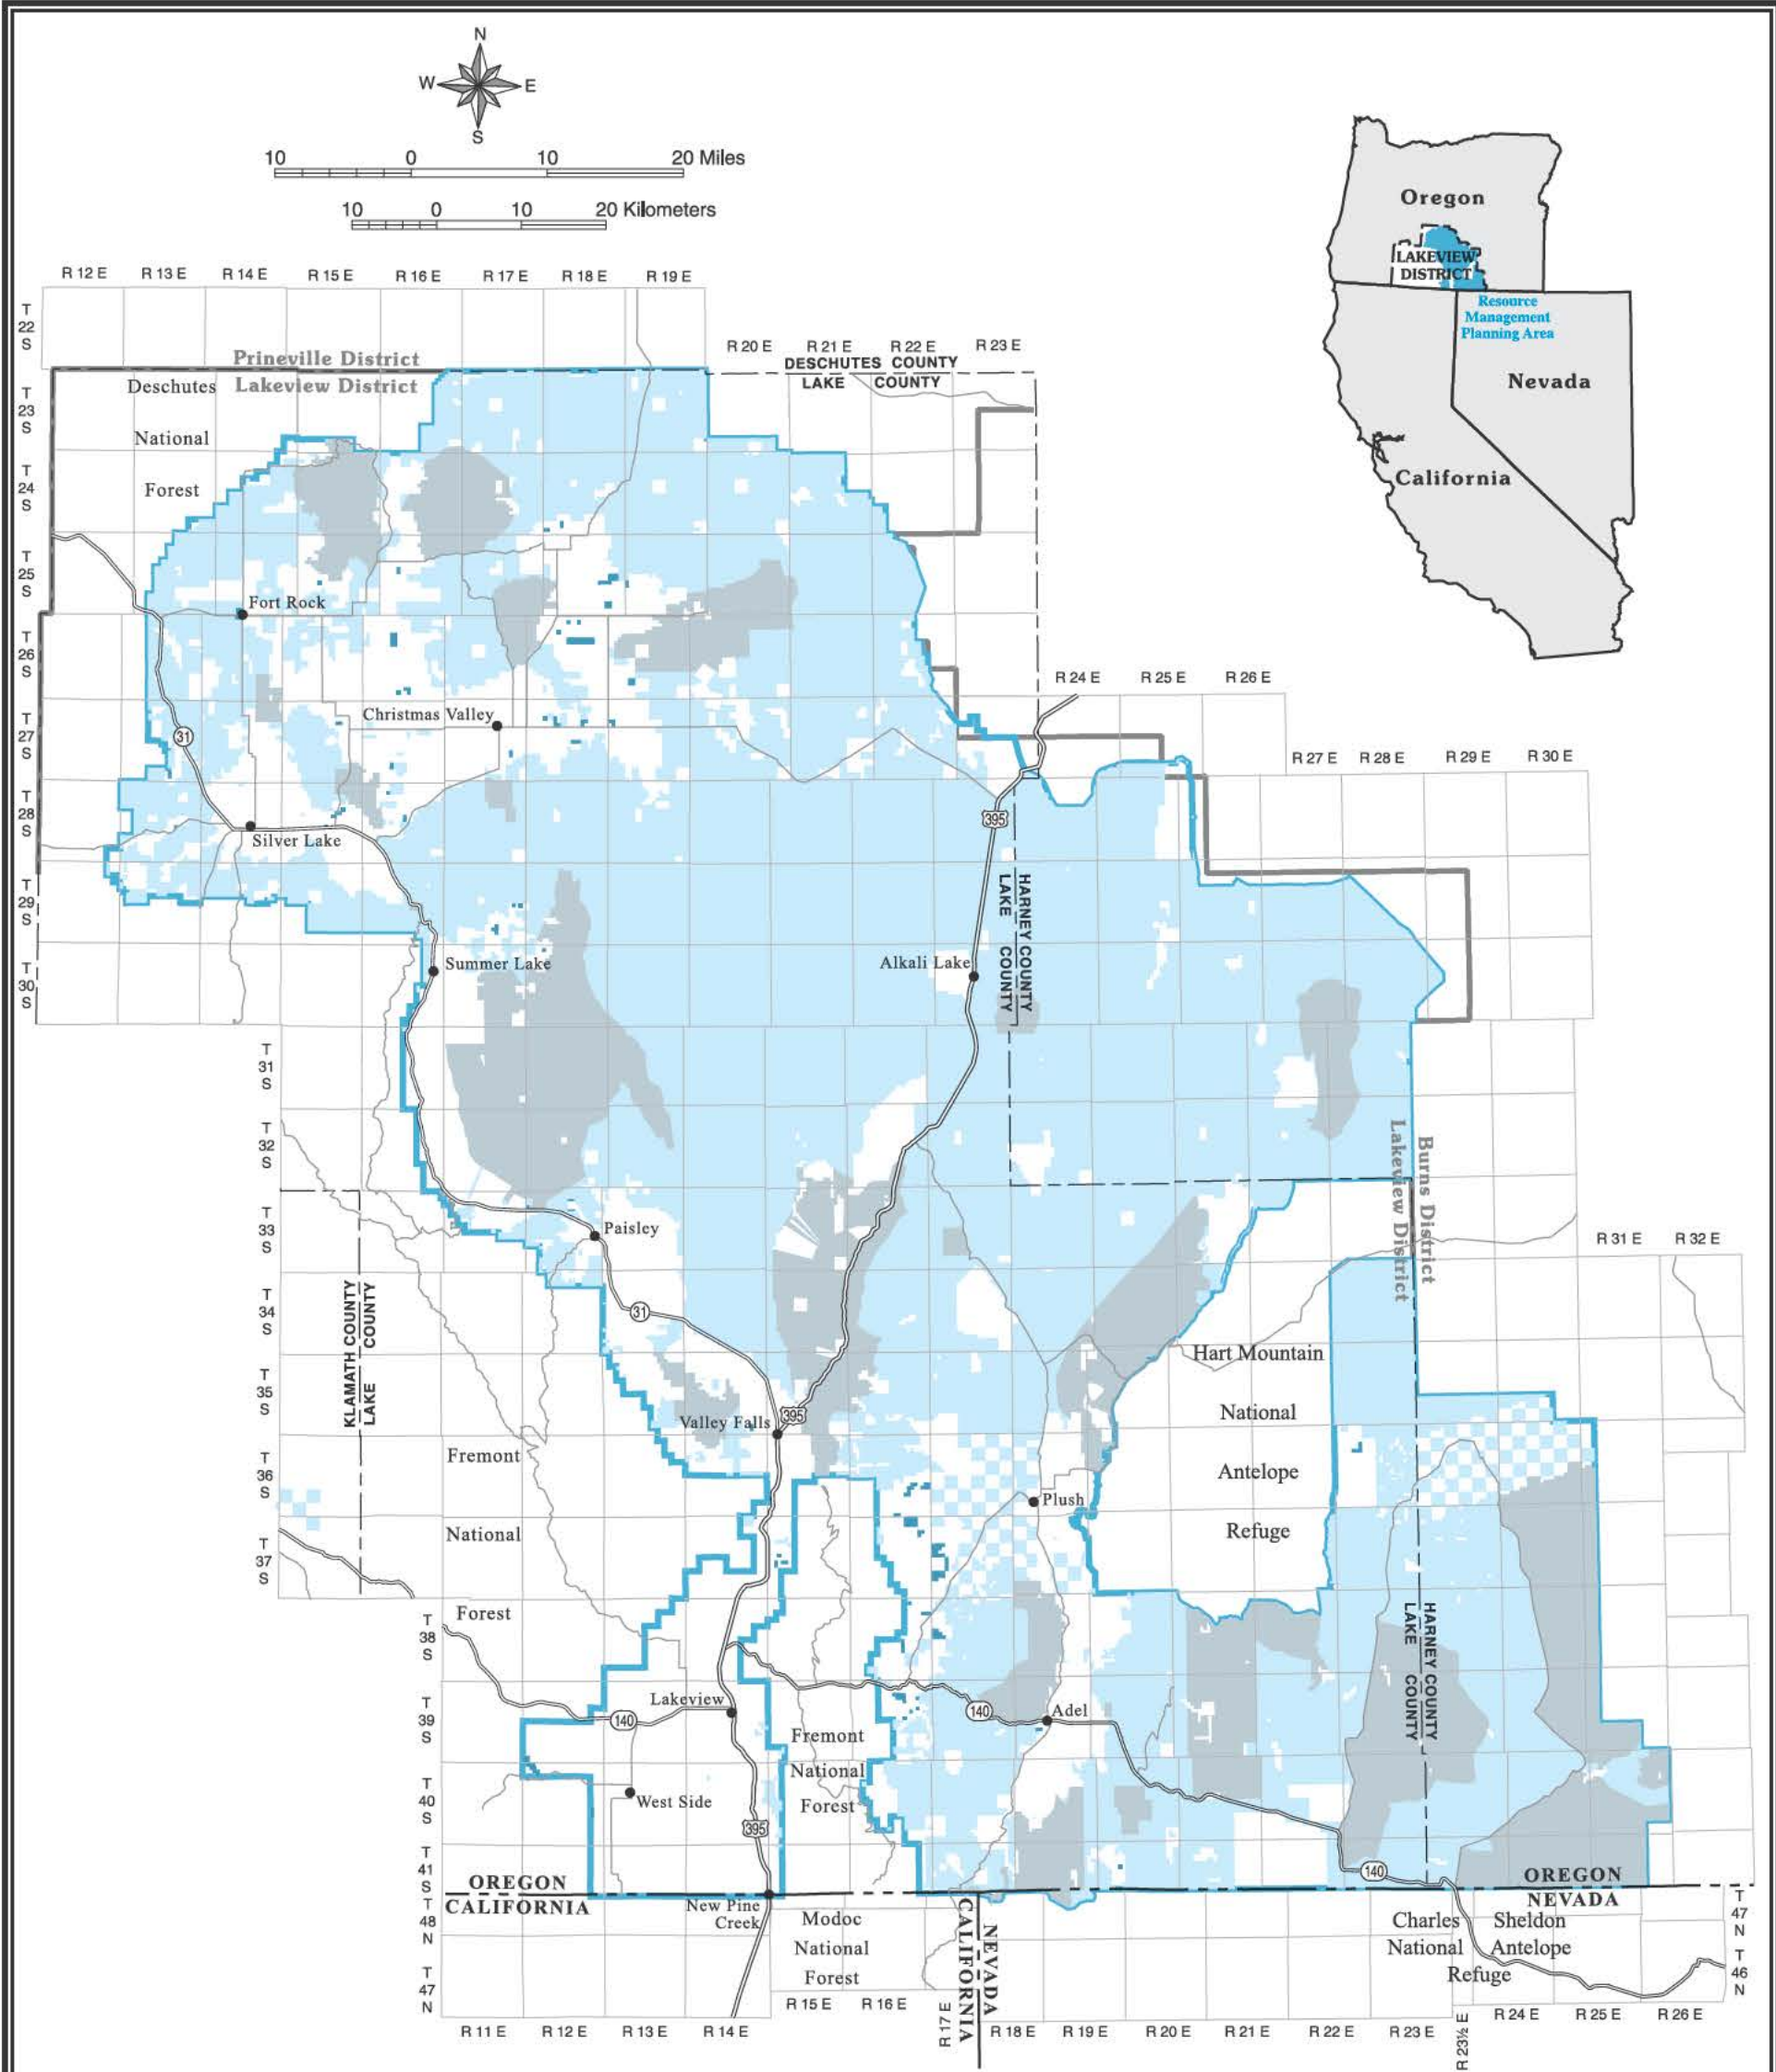 N
W E
S
10 0 10 20 Miles
10 0 10 20 Kilometers
Oregon
LAKEVIEW
DISTRICT
Resource
Management
Planning Area
Nevada
California
R 12 E R 13 E R 14 E R 15 E R 16 E R 17 E R 18 E R 19 E
T
22
S
Prineville District
Lakeview District
R 20 E R 21 E R 22 E R 23 E
DESCHUTES COUNTY
LAKE COUNTY
Deschutes
National
Forest
T
23
S
T
24
S
T
25
S
Fort Rock
T
26
S
R 24 E R 25 E R 26 E
Christmas Valley
T
27
S
31
R 27 E R 28 E R 29 E R 30 E
T
28
S
Silver Lake
395
T
29
S
HARNEY COUNTY
LAKE COUNTY
Summer Lake
Alkali Lake
T
30
S
T
31
S
T
32
S
Burns District
Lakeview District
T
33
S
Paisley
R 31 E R 32 E
KLAMATH COUNTY
LAKE COUNTY
T
34
S
31
Hart Mountain
National
Antelope
Refuge
T
35
S
Valley Falls
395
T
36
S
Fremont
National
Forest
Plush
T
37
S
T
38
S
HARNEY COUNTY
LAKE COUNTY
T
39
S
Lakeview
140
140
Adel
Fremont
National
Forest
T
40
S
West Side
395
T
41
S
140
OREGON
CALIFORNIA
OREGON
NEVADA
T
48
N
New Pine
Creek
Modoc
National
Forest
CALIFORNIA
NEVADA
Charles Sheldon
National Antelope
Refuge
T
47
N
T
46
N
T
47
N
R 15 E R 16 E
R 17 E
R 11 E R 12 E R 13 E R 14 E
R 18 E R 19 E R 20 E R 21 E R 22 E R 23 E
R 23½ E
R 24 E R 25 E R 26 E